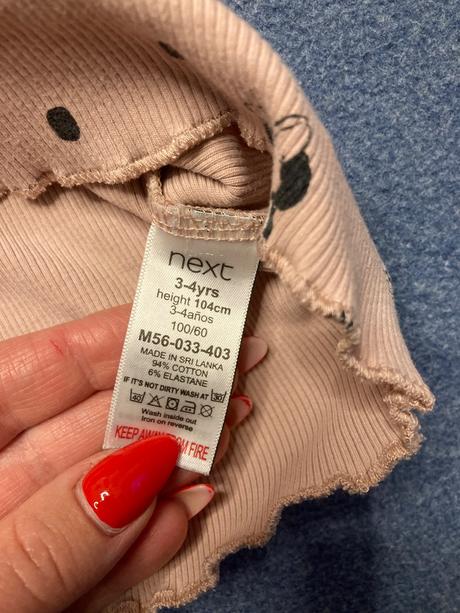 next
3-4yrs
height 104cm
3-4años
100/60
M56-033-403
MADE IN SRI LANKA
94% COTTON
6% ELASTANE
IF IT'S NOT DIRTY WASH AT 30
40
Wash inside out
Iron on reverse
KEEP AWAY FROM FIRE